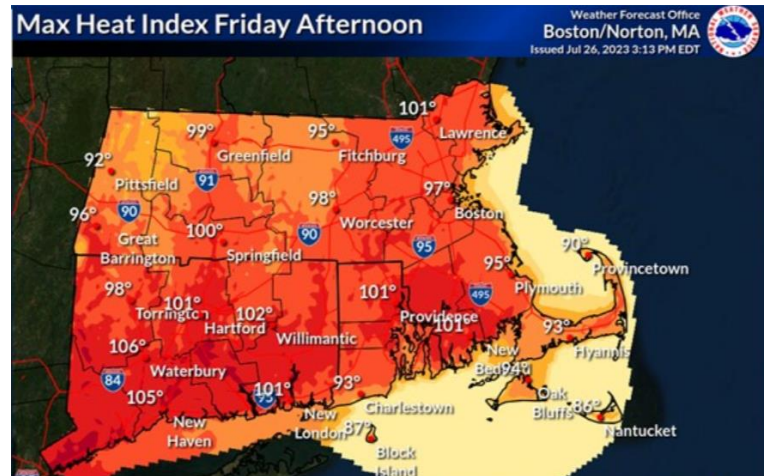 Max Heat Index Friday Afternoon
Weather Forecast Office
Boston/Norton, MA
Issued Jul 26, 2023 3:13 PM EDT
101°
Lawrence
99°
Greenfield
95°
Fitchburg
495
92°
Pittsfield
91
97°
Boston
98°
Worcester
96°
90
Great
Barrington
100°
Springfield
90
95
90°
Provincetown
95°
Plymouth
98°
Torrington
101°
Hartford
102°
Willimantic
101°
Providence
101°
495
93°
Hyannis
106°
Waterbury
84
105°
New
Haven
101°
95
New
London
93°
Charlestown
87°
Block
Island
New
Bedford
94°
Oak
Bluffs
86°
Nantucket